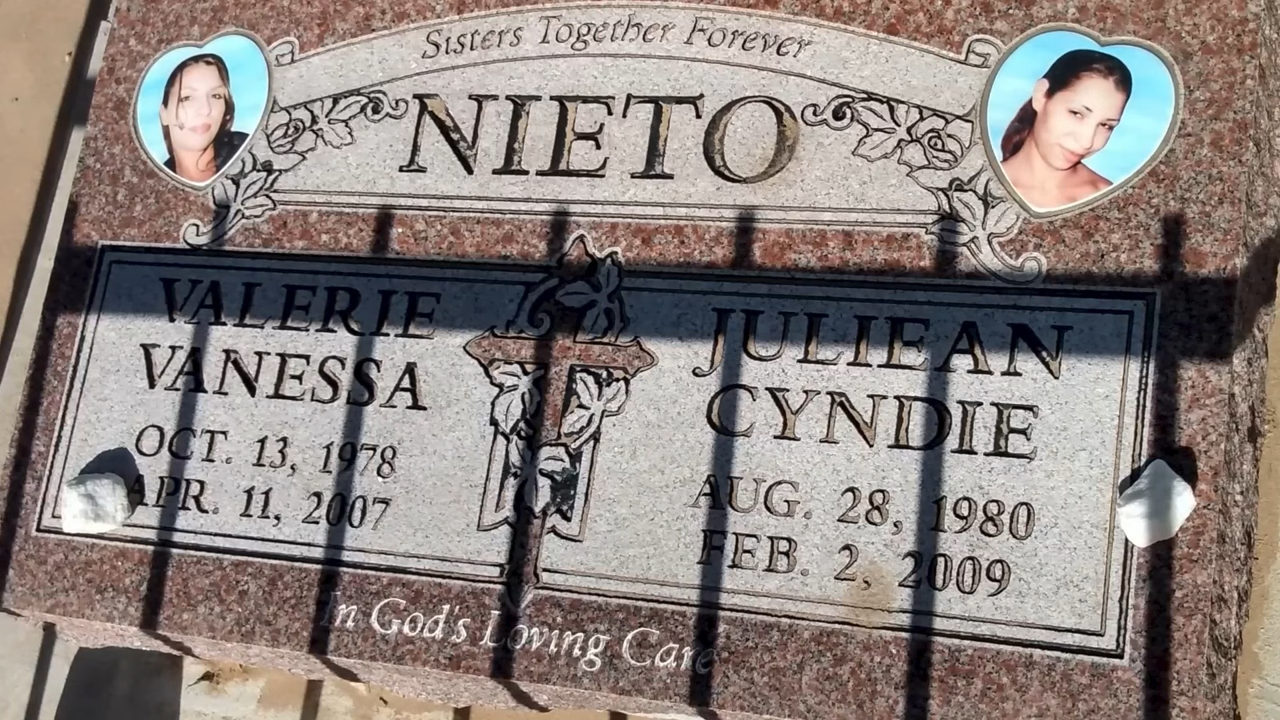 Sisters Together Forever
NIETO
VALERIE
VANESSA
OCT. 13, 1978
APR. 11, 2007
JULIEAN
CYNDIE
AUG. 28, 1980
FEB. 2, 2009
In God's Loving Care